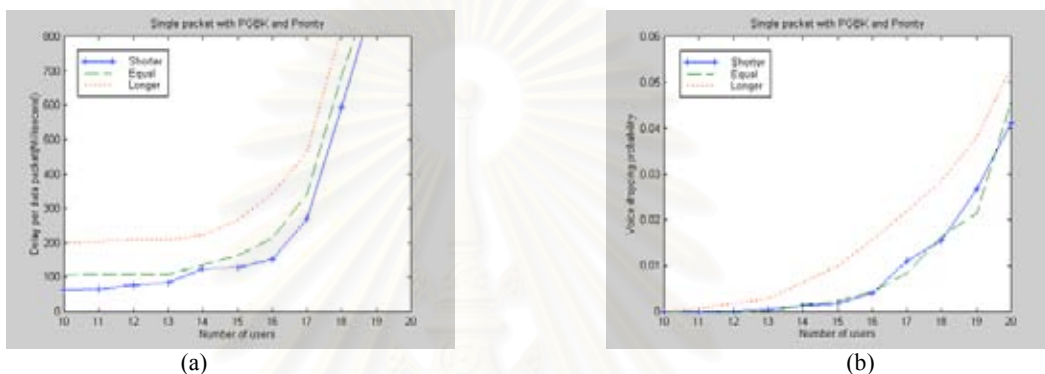 Single packet with PGBK and Priority
800
700
600
500
400
300
200
100
0
Delay per data packet(Millisecond)
Shorter
Equal
Longer
10 11 12 13 14 15 16 17 18 19 20
Number of users
(a)
Single packet with PGBK and Priority
0.06
0.05
0.04
0.03
0.02
0.01
0
Voice dropping probability
Shorter
Equal
Longer
10 11 12 13 14 15 16 17 18 19 20
Number of users
(b)